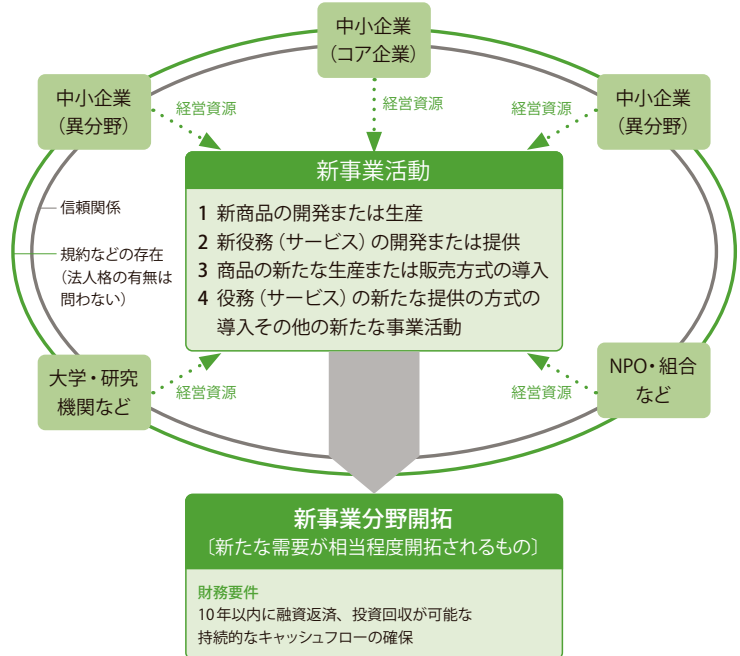 中小企業
（コア企業）
中小企業
（異分野）
中小企業
（異分野）
経営資源
経営資源
経営資源
新事業活動
1 新商品の開発または生産
2 新役務（サービス）の開発または提供
3 商品の新たな生産または販売方式の導入
4 役務（サービス）の新たな提供の方式の
導入その他の新たな事業活動
信頼関係
規約などの存在
（法人格の有無は
問わない）
大学・研究
機関など
経営資源
経営資源
NPO・組合
など
新事業分野開拓
〔新たな需要が相当程度開拓されるもの〕
財務要件
10年以内に融資返済、投資回収が可能な
持続的なキャッシュフローの確保